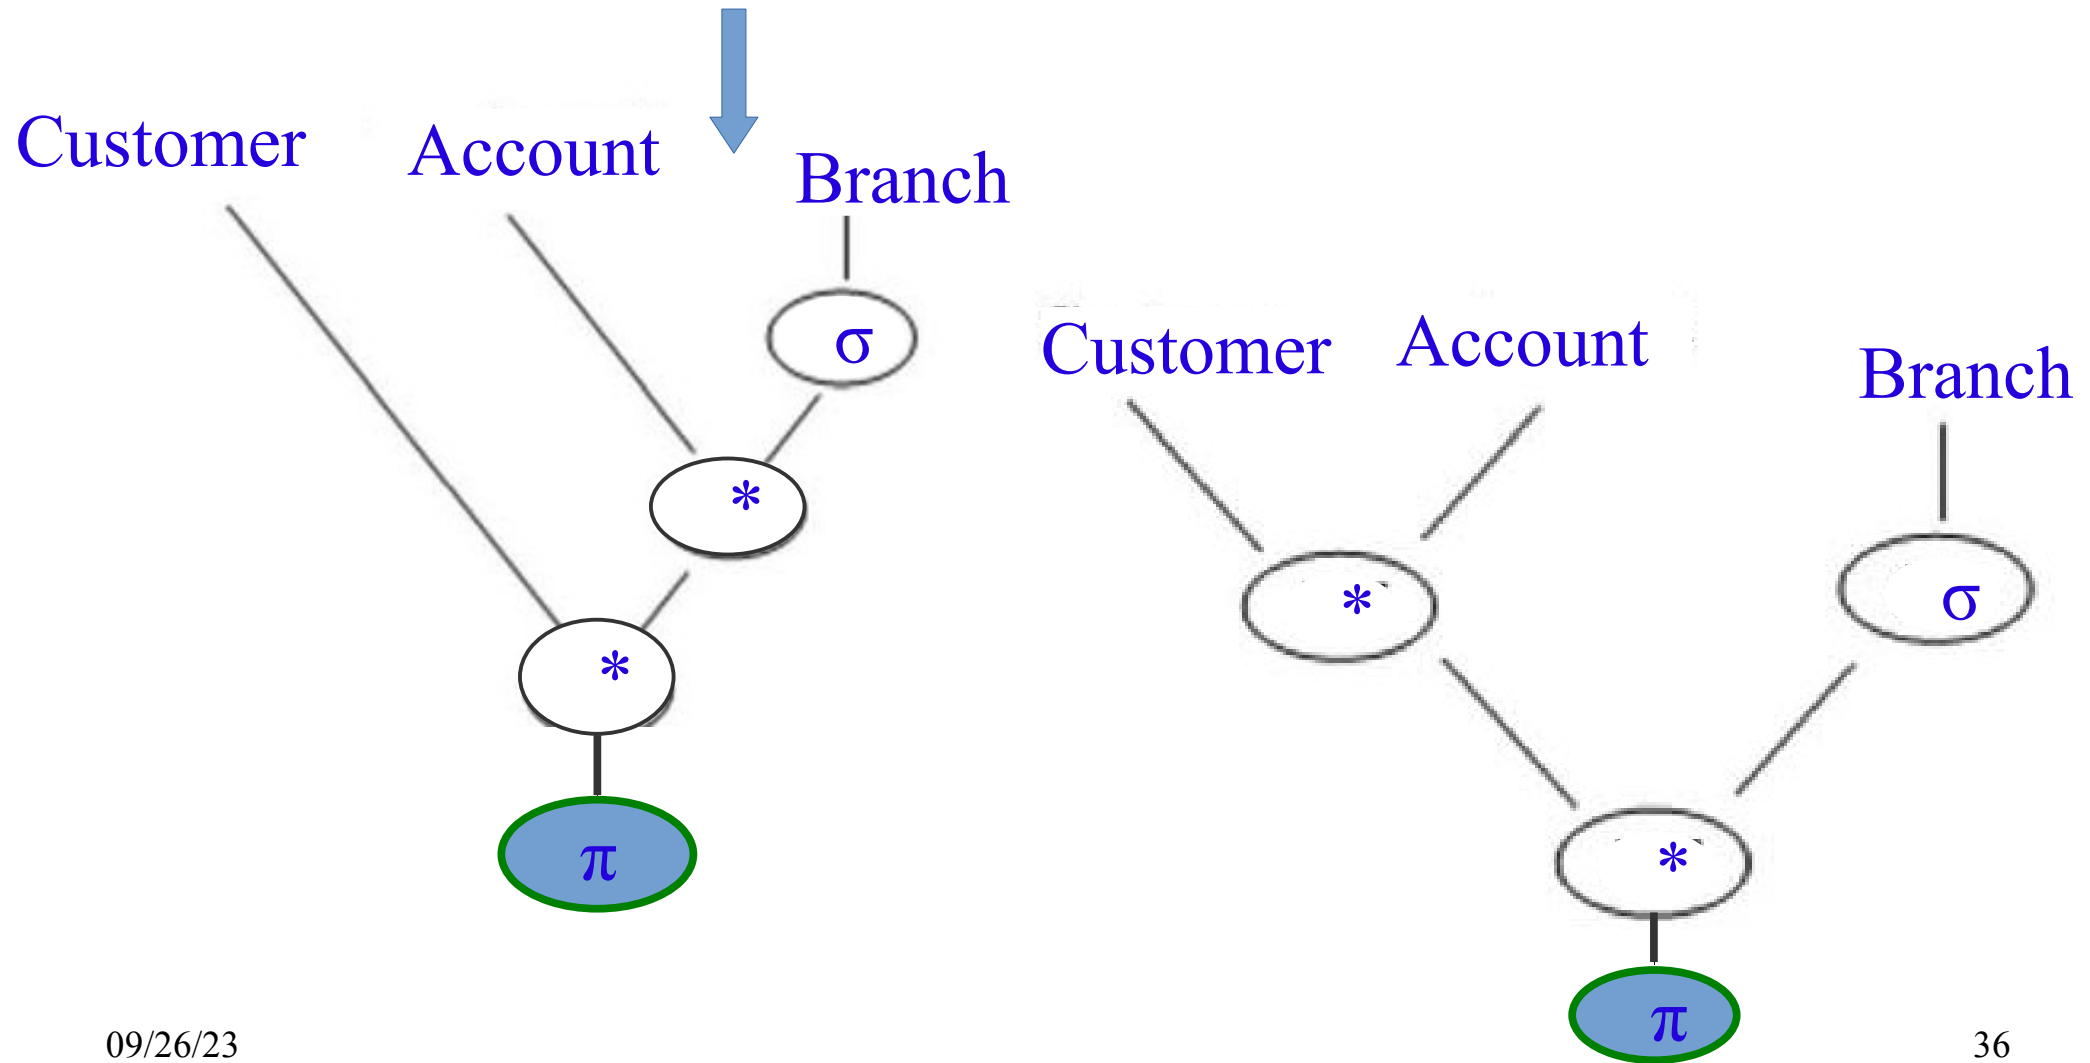 Customer
Account
Branch
σ
*
*
π
Customer
Account
Branch
*
σ
*
π
09/26/23
36